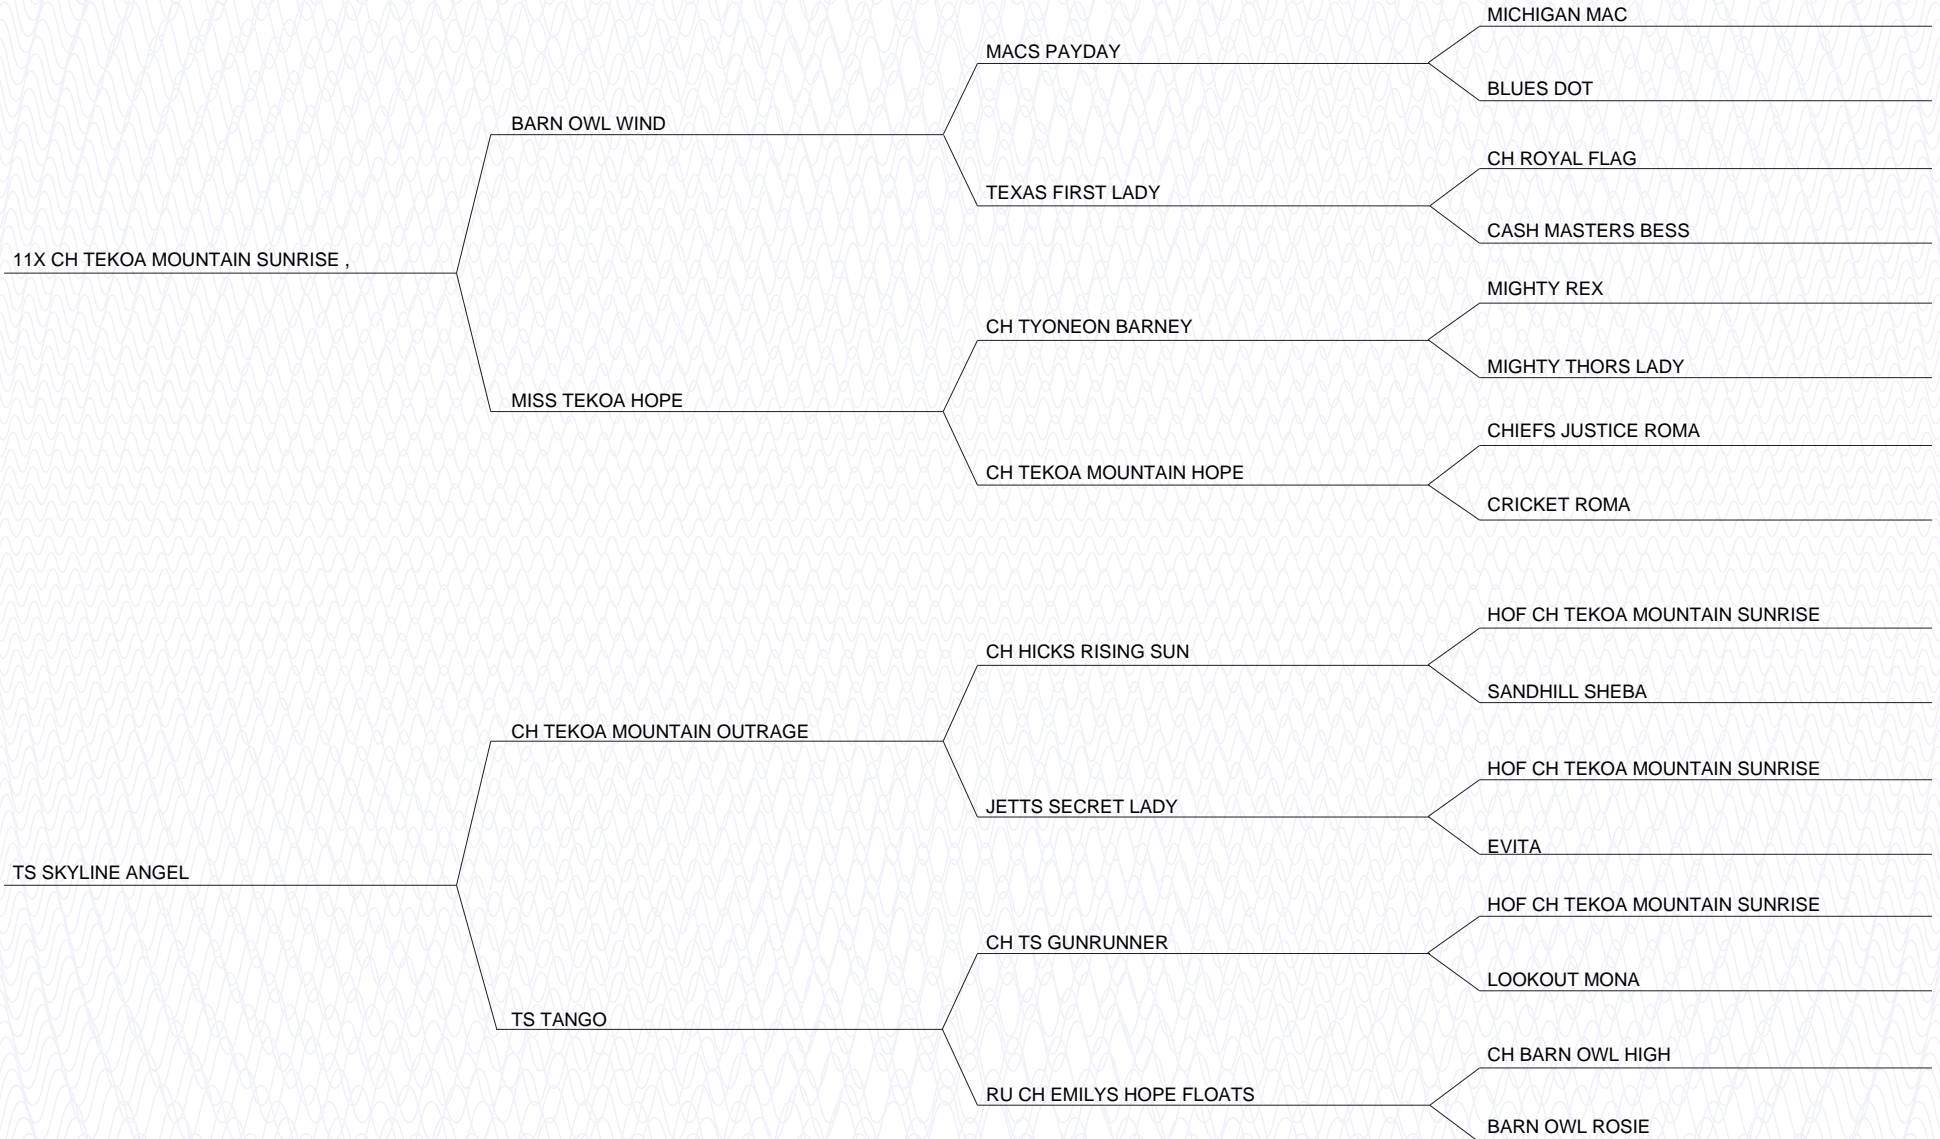 MICHIGAN MAC
MACS PAYDAY
BLUES DOT
BARN OWL WIND
CH ROYAL FLAG
TEXAS FIRST LADY
CASH MASTERS BESS
11X CH TEKOA MOUNTAIN SUNRISE ,
MIGHTY REX
CH TYONEON BARNEY
MIGHTY THORS LADY
MISS TEKOA HOPE
CHIEFS JUSTICE ROMA
CH TEKOA MOUNTAIN HOPE
CRICKET ROMA
HOF CH TEKOA MOUNTAIN SUNRISE
CH HICKS RISING SUN
SANDHILL SHEBA
CH TEKOA MOUNTAIN OUTRAGE
HOF CH TEKOA MOUNTAIN SUNRISE
JETTS SECRET LADY
EVITA
TS SKYLINE ANGEL
HOF CH TEKOA MOUNTAIN SUNRISE
CH TS GUNRUNNER
LOOKOUT MONA
TS TANGO
CH BARN OWL HIGH
RU CH EMILYS HOPE FLOATS
BARN OWL ROSIE